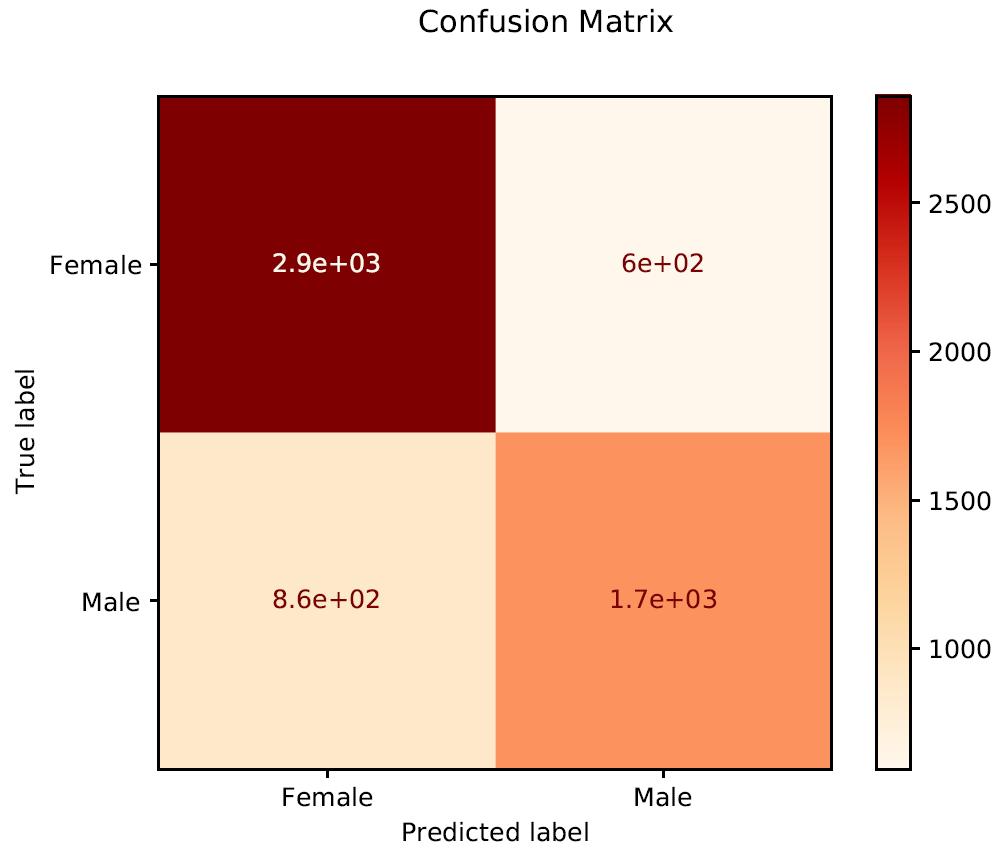 Confusion Matrix
Female
2.9e+03
6e+02
Male
8.6e+02
1.7e+03
True label
Female
Male
Predicted label
2500
2000
1500
1000